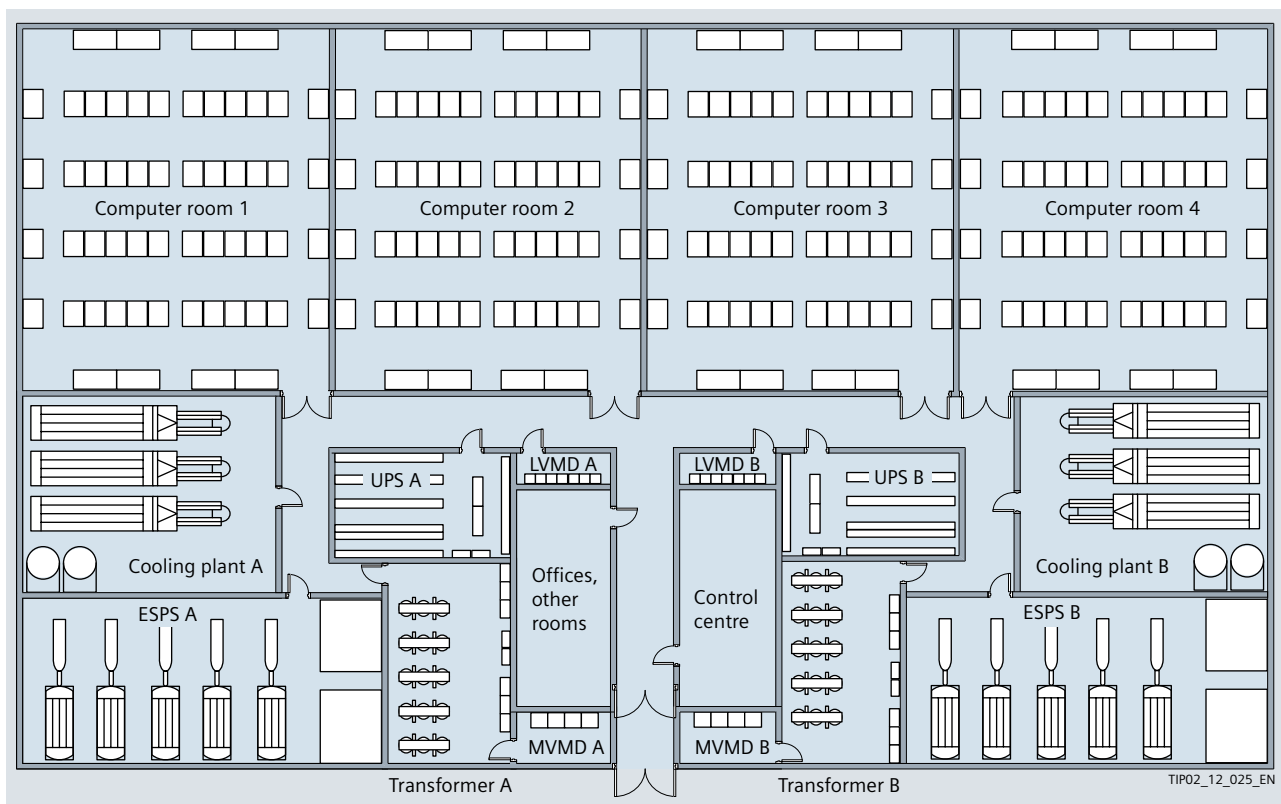 Computer room 1
Computer room 2
Computer room 3
Computer room 4
UPS A
LVMD A
LVMD B
UPS B
Cooling plant A
Offices,
other
rooms
Control
centre
Cooling plant B
ESPS A
ESPS B
MVMD A
MVMD B
Transformer A
Transformer B
TIP02_12_025_EN